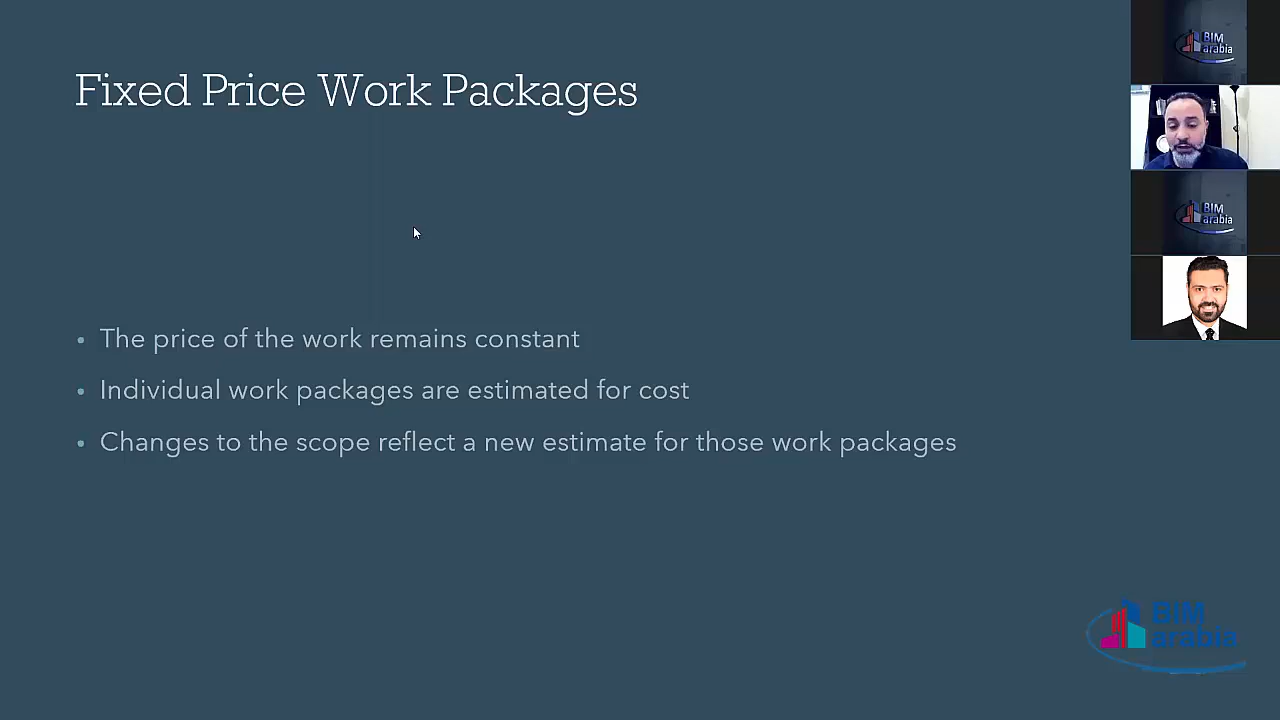 Fixed Price Work Packages
• The price of the work remains constant
• Individual work packages are estimated for cost
• Changes to the scope reflect a new estimate for those work packages
BIM
arabia
BIM
arabia
BIM
arabia